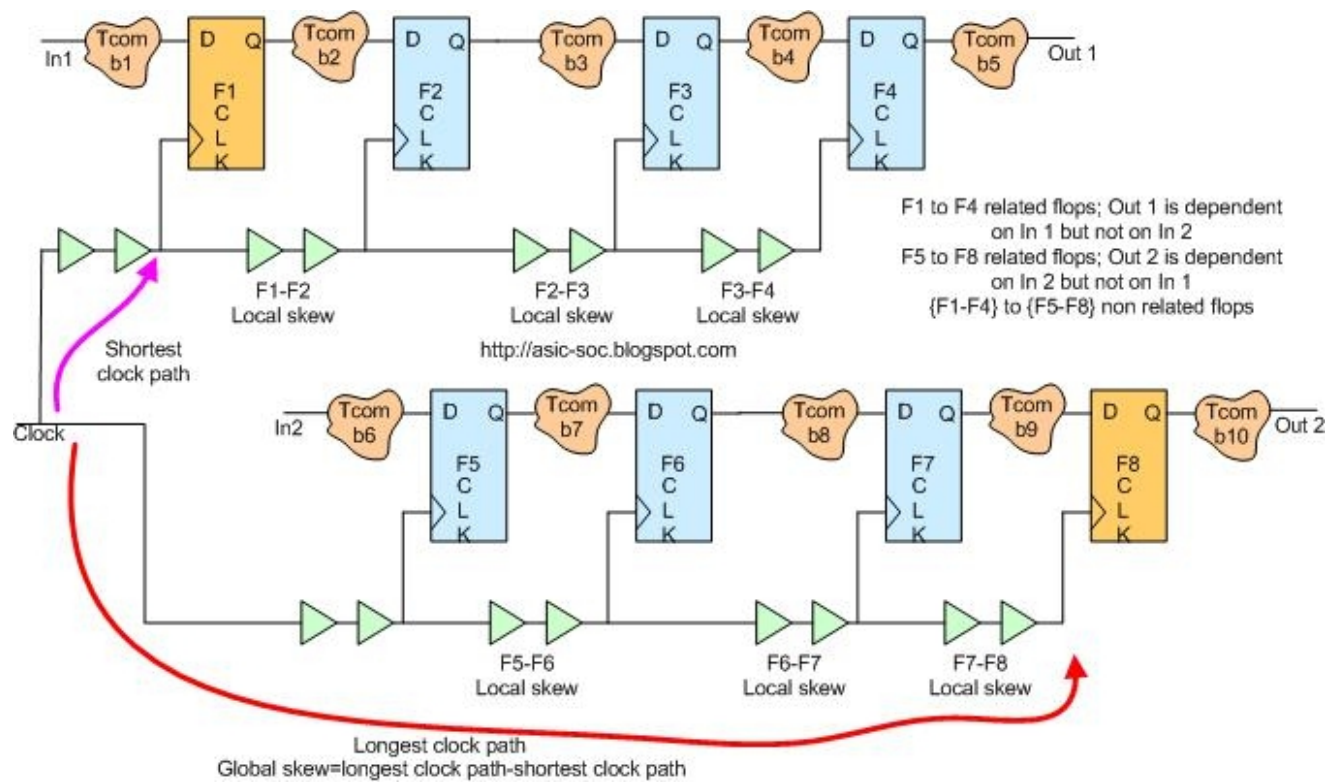 Tcom
b1
D Q
F1
C
L
K
Tcom
b2
D Q
F2
C
L
K
Tcom
b3
D Q
F3
C
L
K
Tcom
b4
D Q
F4
C
L
K
Tcom
b5
In1
Out 1
F1 to F4 related flops; Out 1 is dependent
on In 1 but not on In 2
F5 to F8 related flops; Out 2 is dependent
on In 2 but not on In 1
{F1-F4} to {F5-F8} non related flops
F1-F2
Local skew
F2-F3
Local skew
F3-F4
Local skew
http://asic-soc.blogspot.com
Shortest
clock path
Clock
In2
Tcom
b6
D Q
F5
C
L
K
Tcom
b7
D Q
F6
C
L
K
Tcom
b8
D Q
F7
C
L
K
Tcom
b9
D Q
F8
C
L
K
Tcom
b10
Out 2
F5-F6
Local skew
F6-F7
Local skew
F7-F8
Local skew
Longest clock path
Global skew=longest clock path-shortest clock path